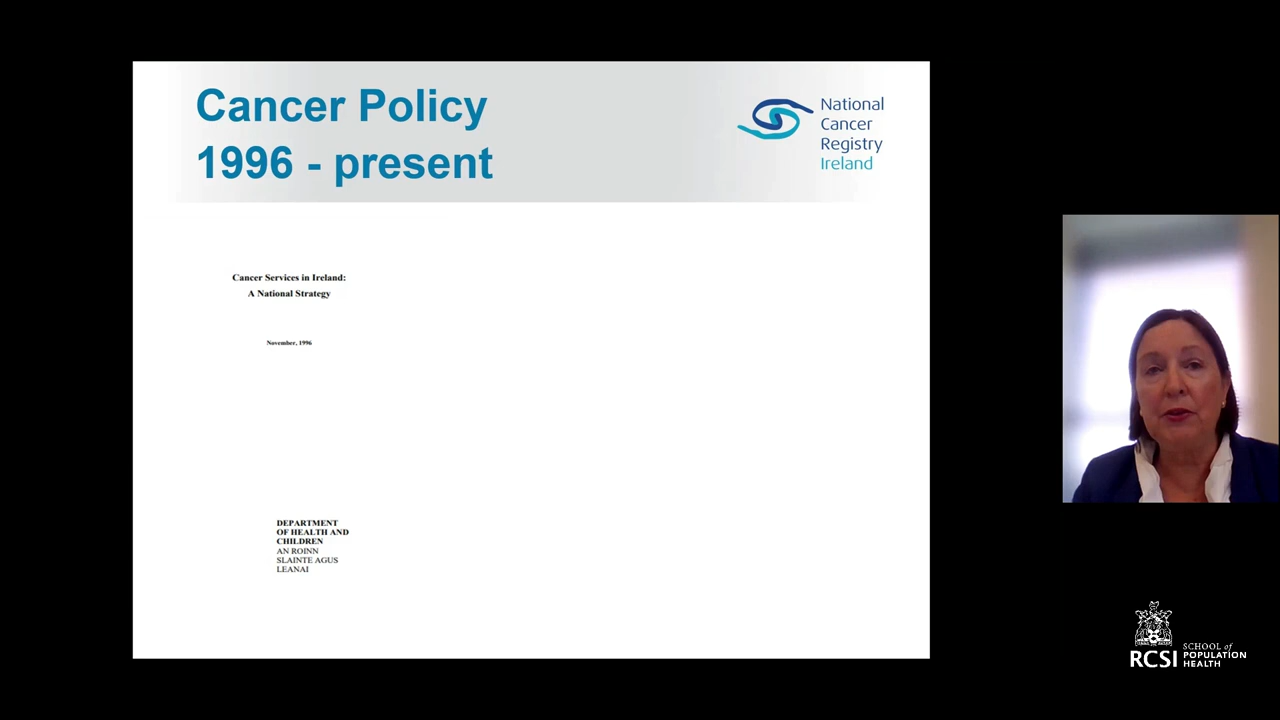 Cancer Policy
1996 - present
National
Cancer
Registry
Ireland
Cancer Services in Ireland:
A National Strategy
November, 1996
DEPARTMENT
OF HEALTH AND
CHILDREN
AN ROINN
SLAINTE AGUS
LEANAI
RCSI
SCHOOL of
POPULATION
HEALTH